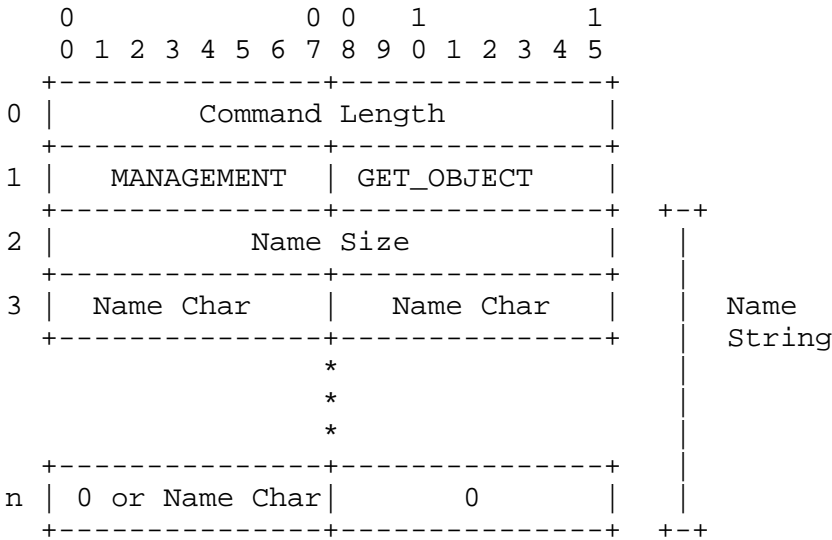 0             0 0   1         1
     0 1 2 3 4 5 6 7 8 9 0 1 2 3 4 5
    +---------------+---------------+
0   |        Command Length         |
    +---------------+---------------+
1   |   MANAGEMENT  | GET_OBJECT    |
    +---------------+---------------+  +-+
2   |           Name Size           |   |
    +---------------+---------------+   |
3   |  Name Char    |   Name Char   |   |  Name
    +---------------+---------------+   |  String
                    *                   |
                    *                   |
                    *                   |
    +---------------+---------------+   |
n   | 0 or Name Char|       0       |   |
    +---------------+---------------+  +-+